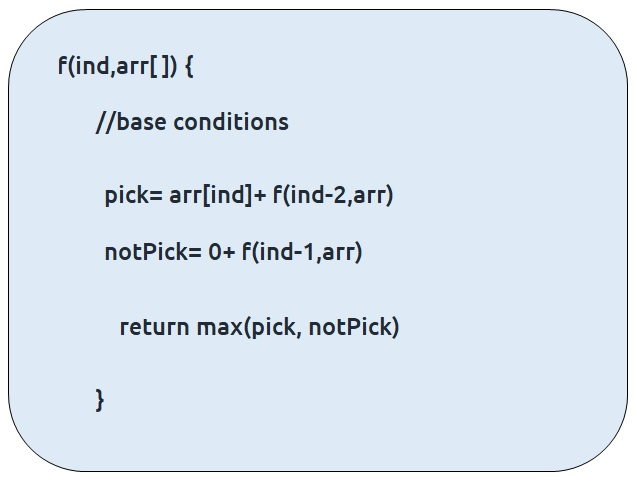 f(ind,arr[ ]) {
//base conditions
pick= arr[ind]+ f(ind-2,arr)
notPick= 0+ f(ind-1,arr)
return max(pick, notPick)
}